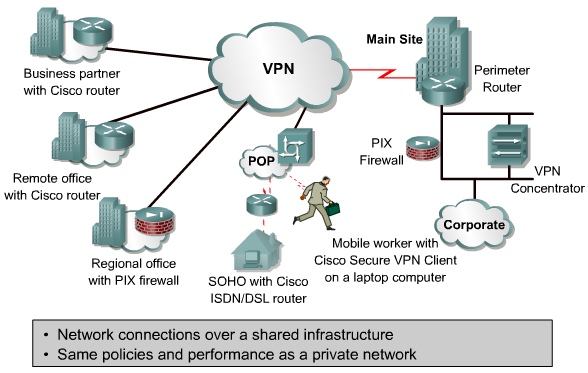 Main Site
VPN
Business partner
with Cisco router
Perimeter
Router
PIX
Firewall
VPN
Concentrator
POP
Remote office
with Cisco router
Corporate
Regional office
with PIX firewall
SOHO with Cisco
ISDN/DSL router
Mobile worker with
Cisco Secure VPN Client
on a laptop computer
• Network connections over a shared infrastructure
• Same policies and performance as a private network